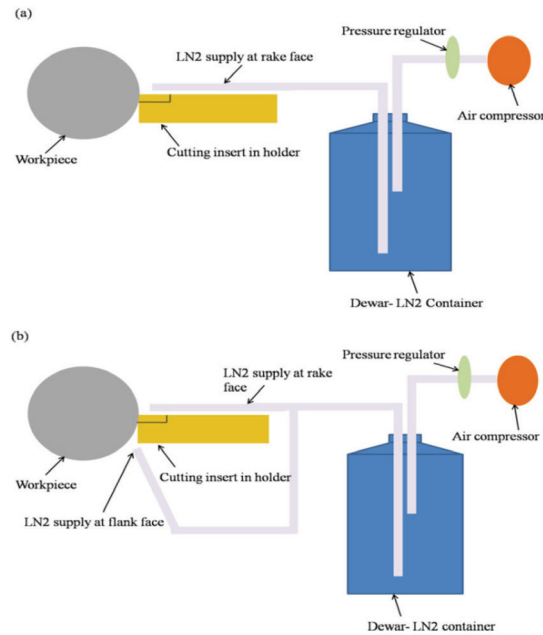 (a)
Pressure regulator
LN2 supply at rake face
Air compressor
Workpiece
Cutting insert in holder
Dewar- LN2 Container
(b)
Pressure regulator
LN2 supply at rake
face
Air compressor
Workpiece
Cutting insert in holder
LN2 supply at flank face
Dewar- LN2 container